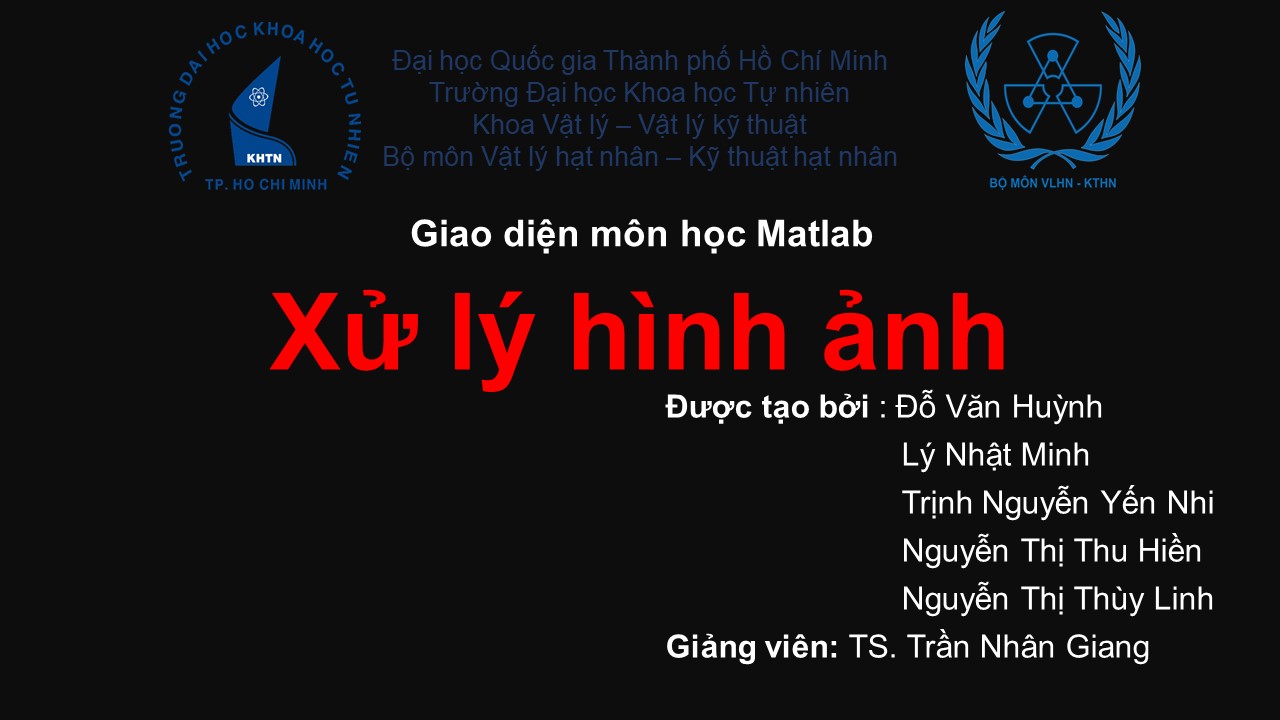 TRUONG DAI HOC KHOA HOC TU NHIEN
KHTN
TP. HO CHI MINH
Đại học Quốc gia Thành phố Hồ Chí Minh
Trường Đại học Khoa học Tự nhiên
Khoa Vật lý – Vật lý kỹ thuật
Bộ môn Vật lý hạt nhân – Kỹ thuật hạt nhân
BỘ MÔN VLHN - KTHN
Giao diện môn học Matlab
Xử lý hình ảnh
Được tạo bởi : Đỗ Văn Huỳnh
Lý Nhật Minh
Trịnh Nguyễn Yến Nhi
Nguyễn Thị Thu Hiền
Nguyễn Thị Thùy Linh
Giảng viên: TS. Trần Nhân Giang